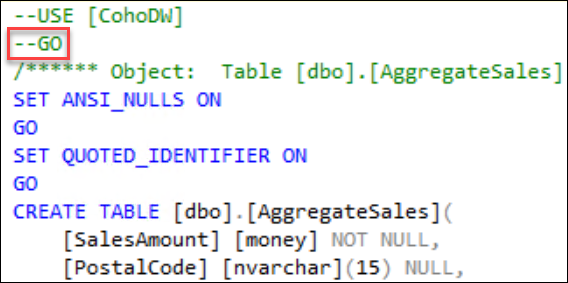 --USE [CohoDW]
--GO
/****** Object:  Table [dbo].[AggregateSales]
SET ANSI_NULLS ON
GO
SET QUOTED_IDENTIFIER ON
GO
CREATE TABLE [dbo].[AggregateSales](
    [SalesAmount] [money] NOT NULL,
    [PostalCode] [nvarchar](15) NULL,